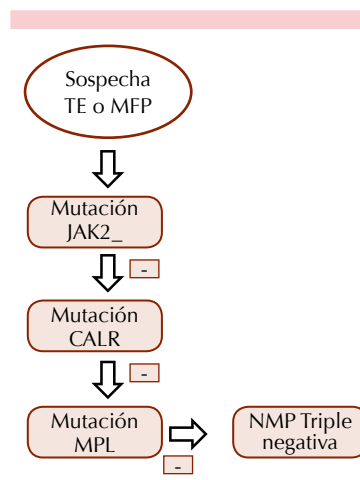 Sospecha
TE o MFP
Mutación
JAK2_
-
Mutación
CALR
-
Mutación
MPL
NMP Triple
negativa
-